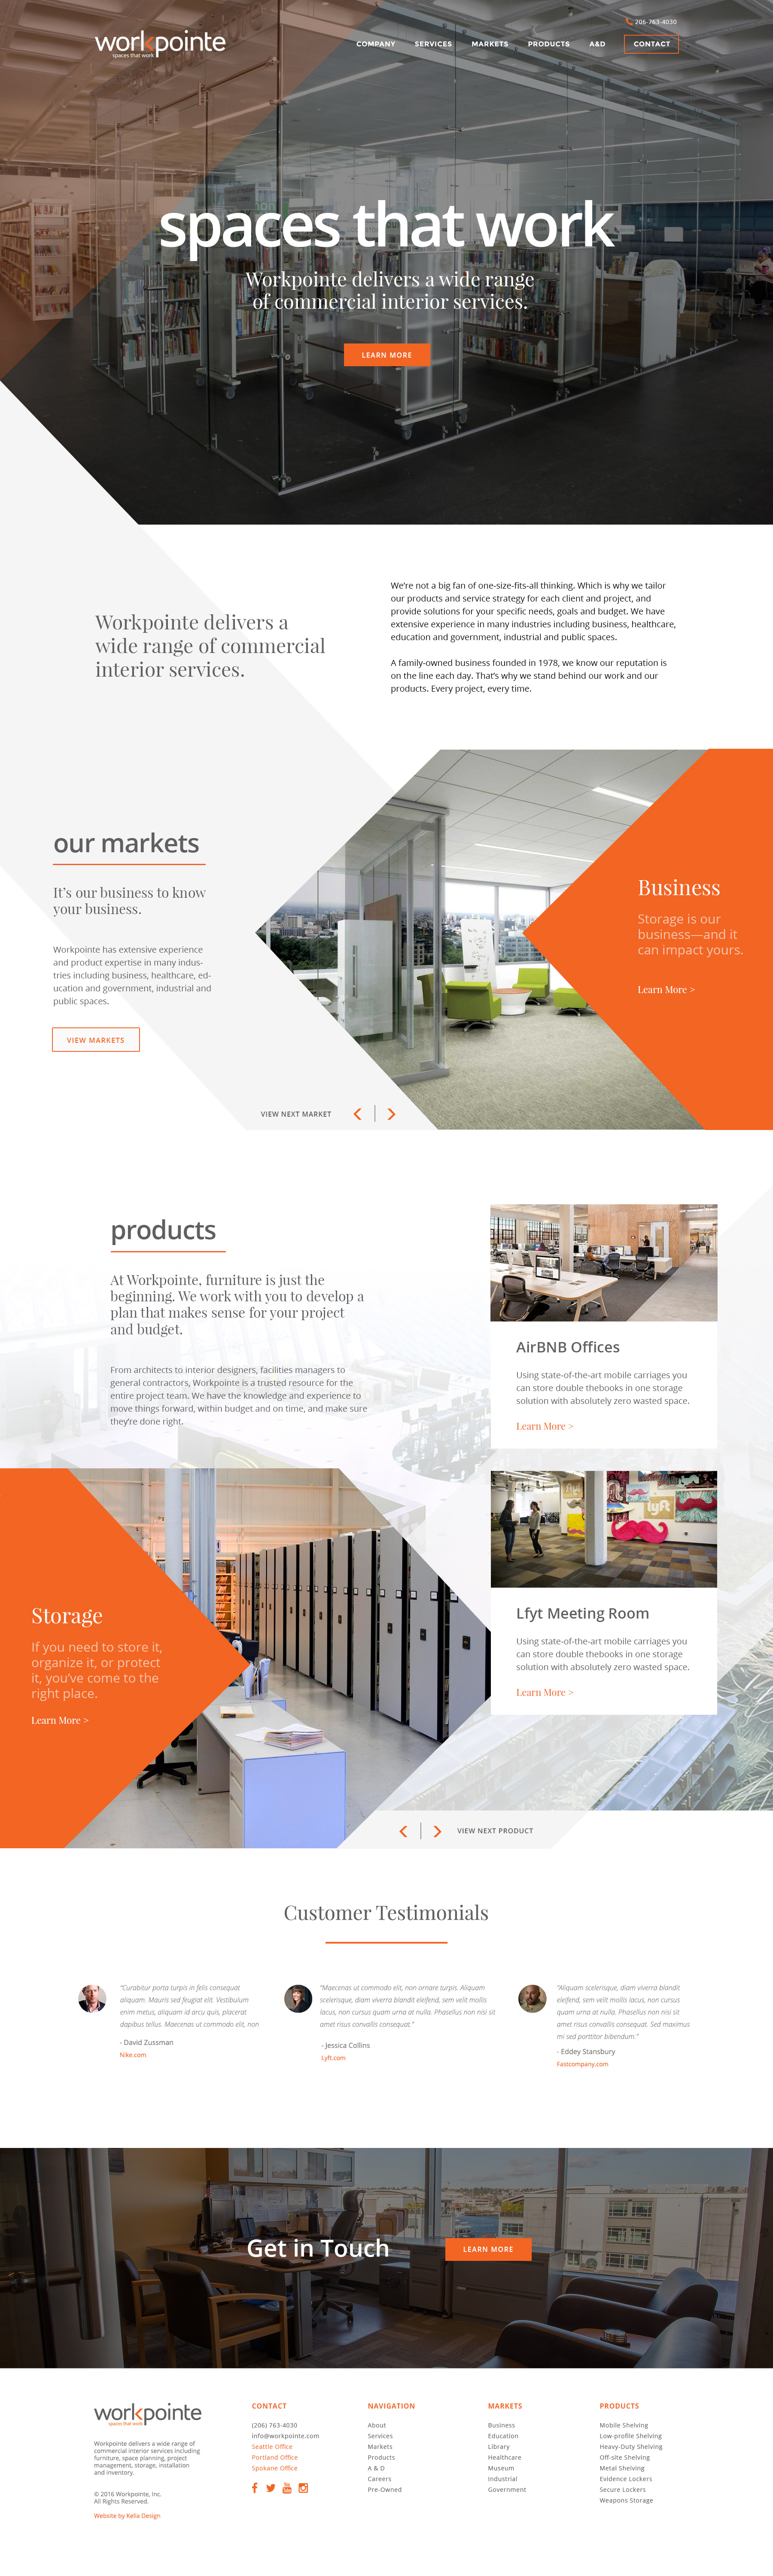 206-763-4030
workpointe
spaces that work
COMPANY SERVICES MARKETS PRODUCTS A&D CONTACT
spaces that work
Workpointe delivers a wide range
of commercial interior services.
LEARN MORE
Workpointe delivers a
wide range of commercial
interior services.
We're not a big fan of one-size-fits-all thinking. Which is why we tailor
our products and service strategy for each client and project, and
provide solutions for your specific needs, goals and budget. We have
extensive experience in many industries including business, healthcare,
education and government, industrial and public spaces.
A family-owned business founded in 1978, we know our reputation is
on the line each day. That's why we stand behind our work and our
products. Every project, every time.
our markets
It's our business to know
your business.
Workpointe has extensive experience
and product expertise in many indus-
tries including business, healthcare, ed-
ucation and government, industrial and
public spaces.
VIEW MARKETS
Business
Storage is our
business—and it
can impact yours.
Learn More >
VIEW NEXT MARKET
products
At Workpointe, furniture is just the
beginning. We work with you to develop a
plan that makes sense for your project
and budget.
From architects to interior designers, facilities managers to
general contractors, Workpointe is a trusted resource for the
entire project team. We have the knowledge and experience to
move things forward, within budget and on time, and make sure
they're done right.
AirBNB Offices
Using state-of-the-art mobile carriages you
can store double thebooks in one storage
solution with absolutely zero wasted space.
Learn More >
lyft
Lfyt Meeting Room
Using state-of-the-art mobile carriages you
can store double thebooks in one storage
solution with absolutely zero wasted space.
Learn More >
Storage
If you need to store it,
organize it, or protect
it, you've come to the
right place.
Learn More >
VIEW NEXT PRODUCT
Customer Testimonials
"Curabitur porta turpis in felis consequat
aliquam. Mauris sed feugiat elit. Vestibulum
enim metus, aliquam id arcu quis, placerat
dapibus tellus. Maecenas ut commodo elit, non
- David Zussman
Nike.com
"Maecenas ut commodo elit, non ornare turpis. Aliquam
scelerisque, diam viverra blandit eleifend, sem velit mollis
lacus, non cursus quam urna at nulla. Phasellus non nisi sit
amet risus convallis consequat."
- Jessica Collins
Lyft.com
"Aliquam scelerisque, diam viverra blandit
eleifend, sem velit mollis lacus, non cursus
quam urna at nulla. Phasellus non nisi sit
amet risus convallis consequat. Sed maximus
mi sed porttitor bibendum."
- Eddey Stansbury
Fastcompany.com
Get in Touch
LEARN MORE
workpointe
spaces that work
Workpointe delivers a wide range of
commercial interior services including
furniture, space planning, project
management, storage, installation
and inventory.
© 2016 Workpointe, Inc.
All Rights Reserved.
Website by Kella Design
CONTACT
(206) 763-4030
info@workpointe.com
Seattle Office
Portland Office
Spokane Office
NAVIGATION
About
Services
Markets
Products
A & D
Careers
Pre-Owned
MARKETS
Business
Education
Library
Healthcare
Museum
Industrial
Government
PRODUCTS
Mobile Shelving
Low-profile Shelving
Heavy-Duty Shelving
Off-site Shelving
Metal Shelving
Evidence Lockers
Secure Lockers
Weapons Storage